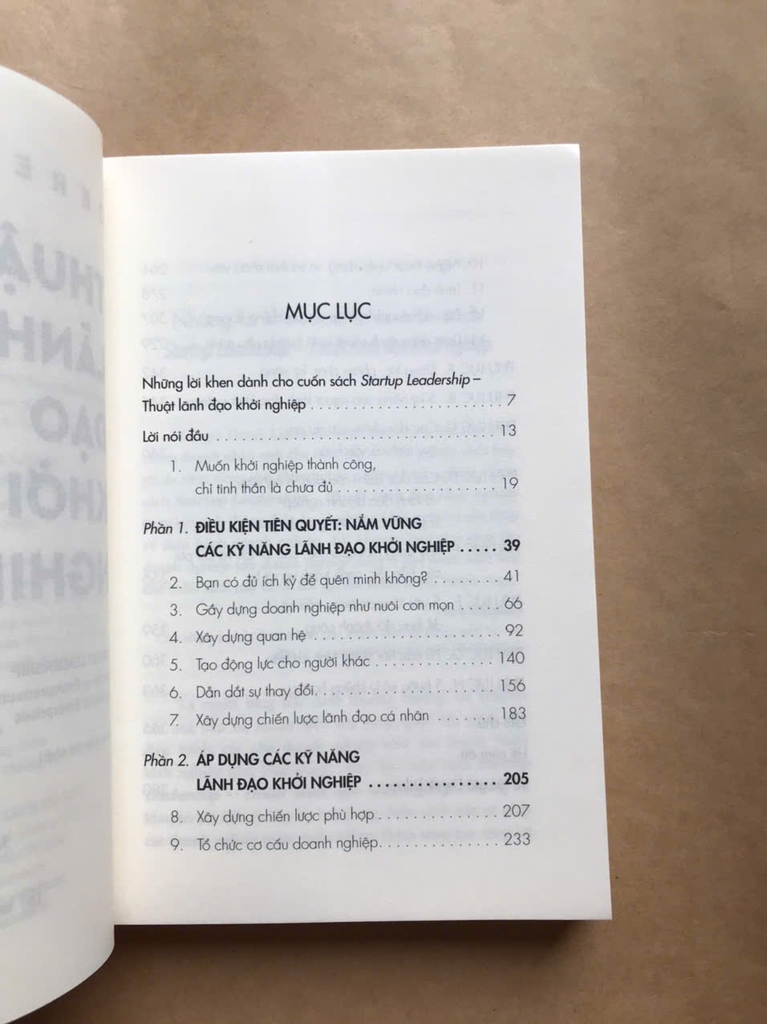 MỤC LỤC
Những lời khen dành cho cuốn sách Startup Leadership –
Thuật lãnh đạo khởi nghiệp . . . . . . . . . . . . . . . . . . . . . . 7
Lời nói đầu . . . . . . . . . . . . . . . . . . . . . . . . . . . . . . 13
1. Muốn khởi nghiệp thành công,
chỉ tinh thần là chưa đủ . . . . . . . . . . . . . . . . . . . 19
Phần 1. ĐIỀU KIỆN TIÊN QUYẾT: NẮM VỮNG
CÁC KỸ NĂNG LÃNH ĐẠO KHỞI NGHIỆP . . . . . 39
2. Bạn có đủ ích kỷ để quên mình không? . . . . . . . . 41
3. Gầy dựng doanh nghiệp như nuôi con mọn . . . . 66
4. Xây dựng quan hệ . . . . . . . . . . . . . . . . . . . . . . 92
5. Tạo động lực cho người khác . . . . . . . . . . . . . . 140
6. Dẫn dắt sự thay đổi. . . . . . . . . . . . . . . . . . . . 156
7. Xây dựng chiến lược lãnh đạo cá nhân . . . . . . . 183
Phần 2. ÁP DỤNG CÁC KỸ NĂNG
LÃNH ĐẠO KHỞI NGHIỆP . . . . . . . . . . . . . . . . 205
8. Xây dựng chiến lược phù hợp . . . . . . . . . . . . . . 207
9. Tổ chức cơ cấu doanh nghiệp. . . . . . . . . . . . . . 233